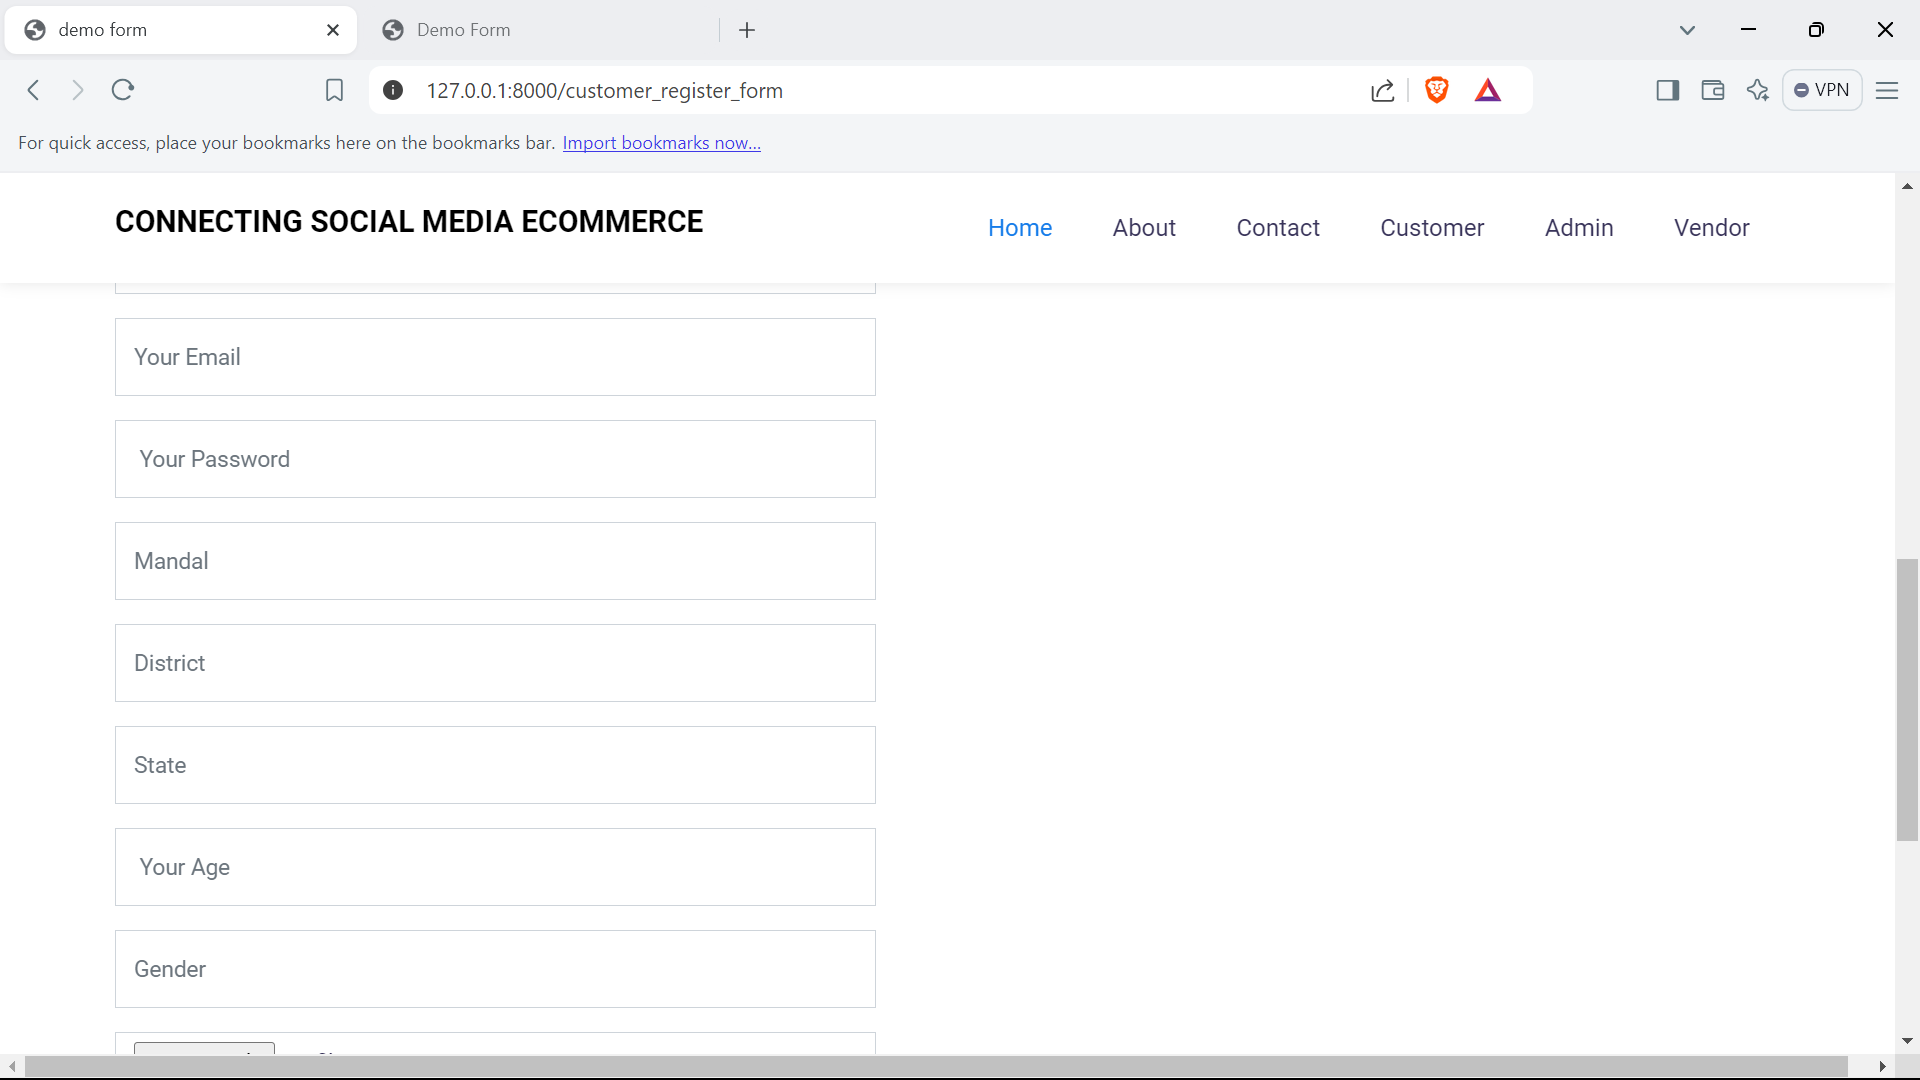 demo form
Demo Form
127.0.0.1:8000/customer_register_form
VPN
For quick access, place your bookmarks here on the bookmarks bar. Import bookmarks now...
CONNECTING SOCIAL MEDIA ECOMMERCE
Home About Contact Customer Admin Vendor
Your Email
Your Password
Mandal
District
State
Your Age
Gender